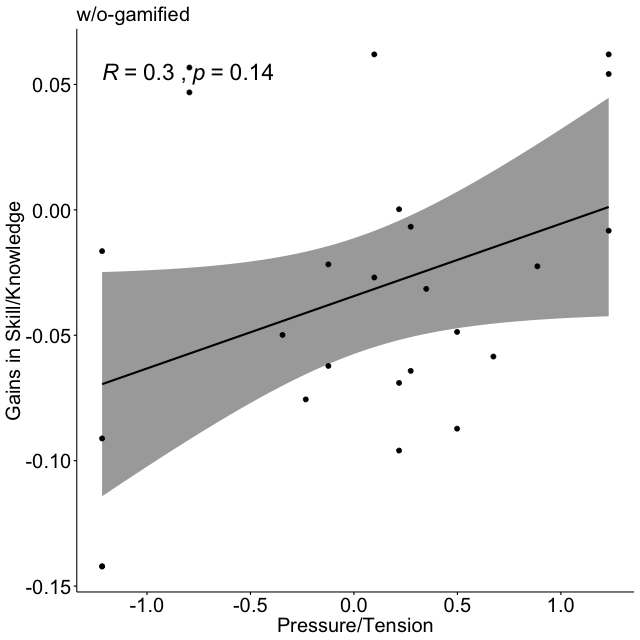 w/o-gamified
R = 0.3 , p = 0.14
0.05
0.00
-0.05
-0.10
-0.15
Gains in Skill/Knowledge
-1.0 -0.5 0.0 0.5 1.0
Pressure/Tension